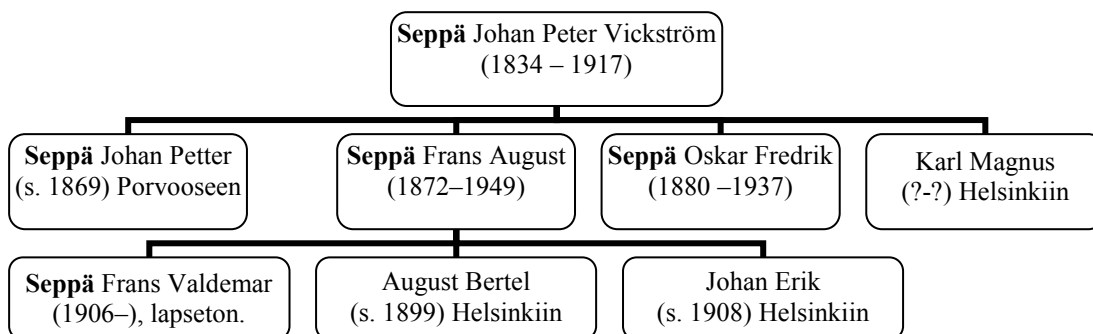 Seppä Johan Peter Vickström
(1834 – 1917)
Seppä Johan Petter
(s. 1869) Porvooseen
Seppä Frans August
(1872–1949)
Seppä Oskar Fredrik
(1880 –1937)
Karl Magnus
(?-?) Helsinkiin
Seppä Frans Valdemar
(1906–), lapseton.
August Bertel
(s. 1899) Helsinkiin
Johan Erik
(s. 1908) Helsinkiin